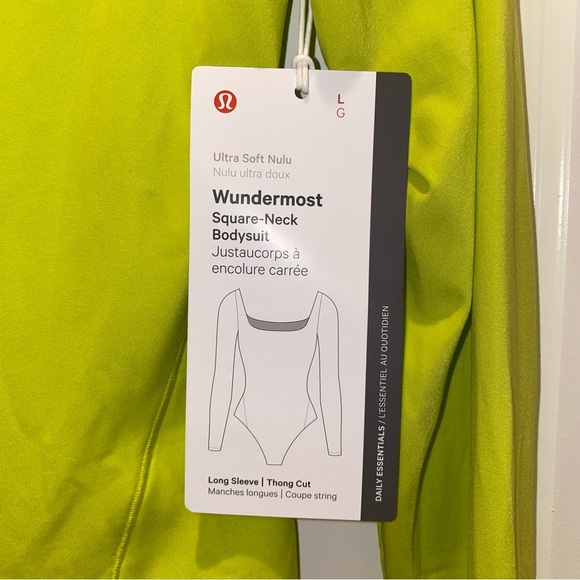 L
G
Ultra Soft Nulu
Nulu ultra doux
Wundermost
Square-Neck
Bodysuit
Justaucorps à
encolure carrée
Long Sleeve | Thong Cut
Manches longues | Coupe string
DAILY ESSENTIALS / L'ESSENTIEL AU QUOTIDIEN